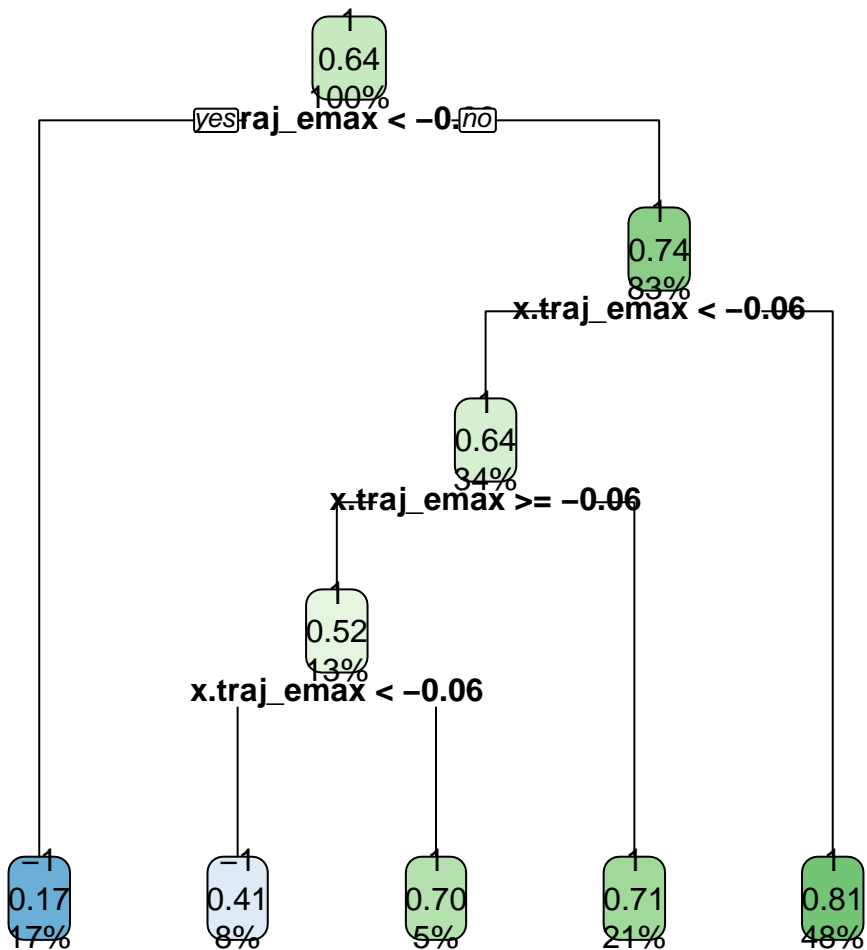 1
0.64
100%
yes raj_emax < −0. no
1
0.74
83%
x.traj_emax < −0.06
1
0.64
34%
x.traj_emax >= −0.06
1
0.52
13%
x.traj_emax < −0.06
−1 −1 1 1 1
0.17 0.41 0.70 0.71 0.81
17% 8% 5% 21% 48%